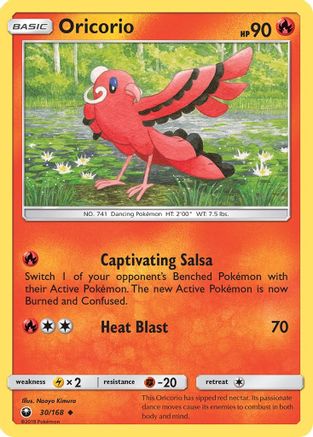 BASIC Oricorio HP 90
NO. 741 Dancing Pokémon HT: 2'00" WT: 7.5 lbs.
Captivating Salsa
Switch 1 of your opponent's Benched Pokémon with
their Active Pokémon. The new Active Pokémon is now
Burned and Confused.
Heat Blast 70
weakness × 2 resistance -20 retreat
Illus. Naoyo Kimura
30/168
©2018 Pokémon
This Oricorio has sipped red nectar. Its passionate
dance moves cause its enemies to combust in both
body and mind.